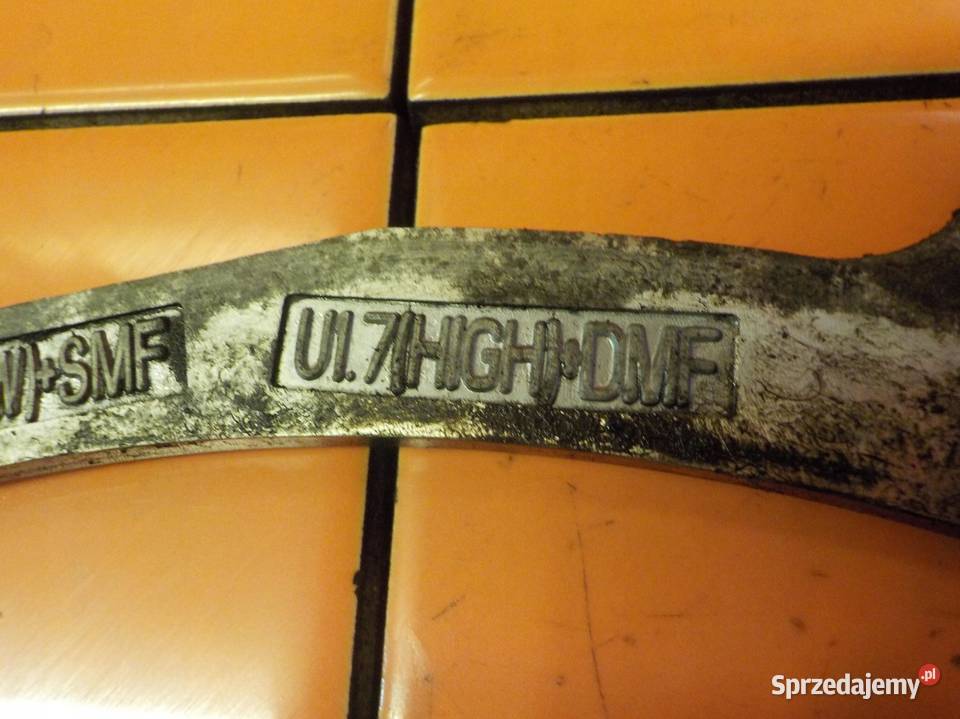 W)+SMF
U1.7(HIGH)+DMF
Sprzedajemy.pl